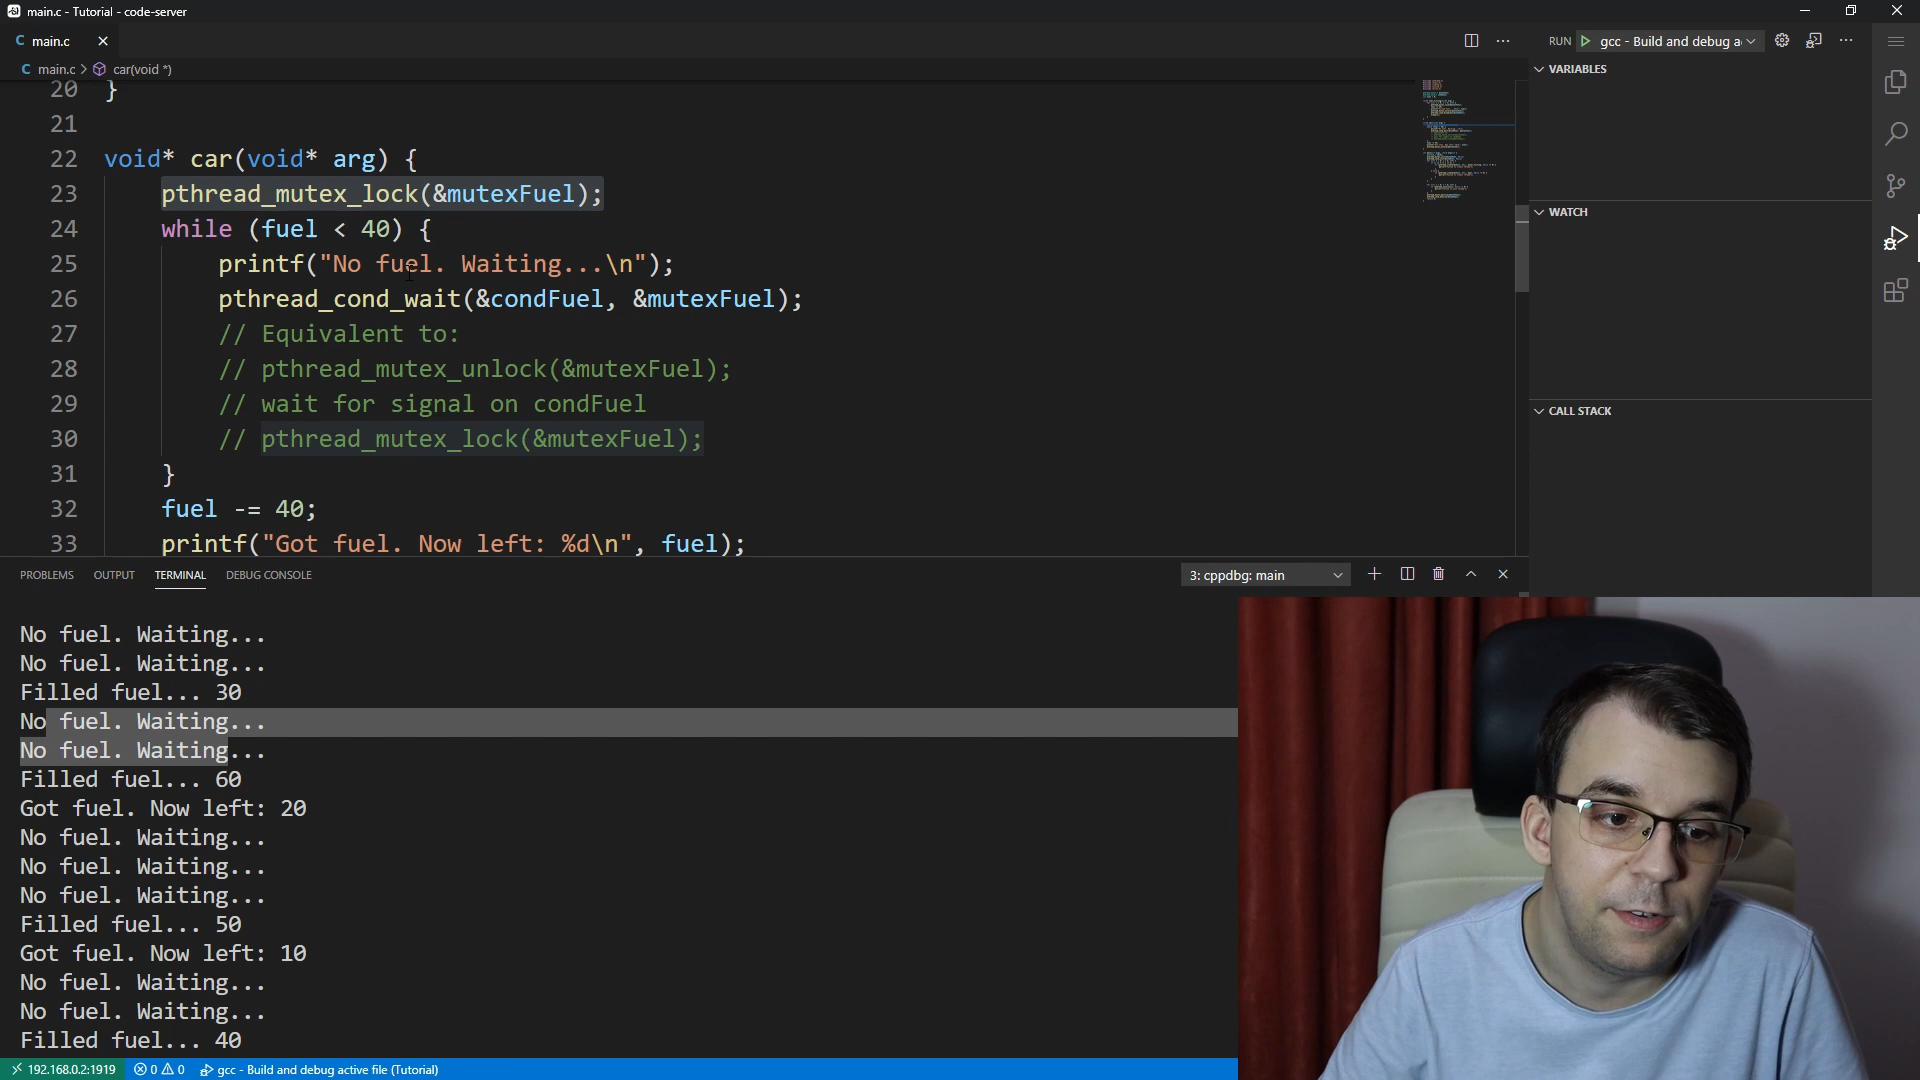 main.c - Tutorial - code-server
C main.c
RUN gcc - Build and debug a
C main.c > car(void *)
VARIABLES
20 }
21
22 void* car(void* arg) {
23 pthread_mutex_lock(&mutexFuel);
24 while (fuel < 40) {
25 printf("No fuel. Waiting...\n");
26 pthread_cond_wait(&condFuel, &mutexFuel);
27 // Equivalent to:
28 // pthread_mutex_unlock(&mutexFuel);
29 // wait for signal on condFuel
30 // pthread_mutex_lock(&mutexFuel);
31 }
32 fuel -= 40;
33 printf("Got fuel. Now left: %d\n", fuel);
WATCH
CALL STACK
PROBLEMS OUTPUT TERMINAL DEBUG CONSOLE
3: cppdbg: main
No fuel. Waiting...
No fuel. Waiting...
Filled fuel... 30
No fuel. Waiting...
No fuel. Waiting...
Filled fuel... 60
Got fuel. Now left: 20
No fuel. Waiting...
No fuel. Waiting...
No fuel. Waiting...
Filled fuel... 50
Got fuel. Now left: 10
No fuel. Waiting...
No fuel. Waiting...
Filled fuel... 40
192.168.0.2:1919 0 0 gcc - Build and debug active file (Tutorial)